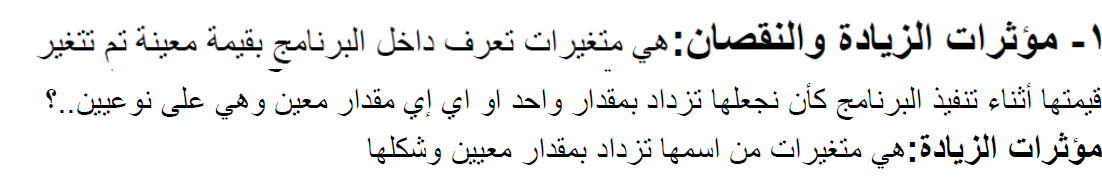 ١- مؤثرات الزيادة والنقصان:هي متغيرات تعرف داخل البرنامج بقيمة معينة تم تتغير
قيمتها أثناء تنفيذ البرنامج كأن نجعلها تزداد بمقدار واحد او اي إي مقدار معين وهي على نوعيين..؟
مؤثرات الزيادة:هي متغيرات من اسمها تزداد بمقدار معيين وشكلها